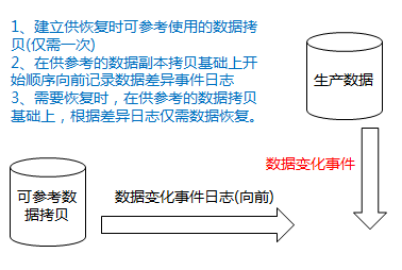 1、建立供恢复时可参考使用的数据拷
贝(仅需一次)
2、在供参考的数据副本拷贝基础上开
始顺序向前记录数据差异事件日志
3、需要恢复时，在供参考的数据拷贝
基础上，根据差异日志仅需数据恢复。
生产数据
数据变化事件
可参考数
据拷贝
数据变化事件日志(向前)